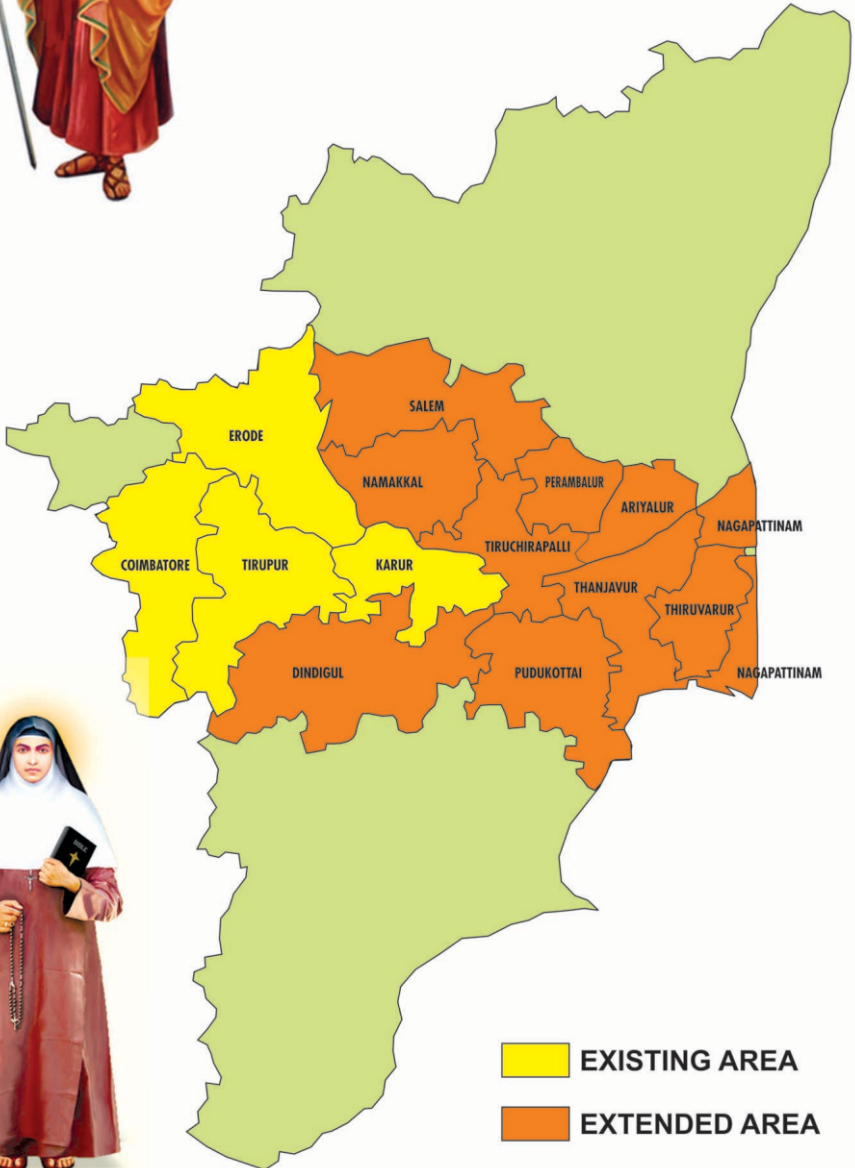 SALEM
ERODE
NAMAKKAL
PERAMBALUR
ARIYALUR
NAGAPATTINAM
TIRUCHIRAPALLI
COIMBATORE
TIRUPUR
KARUR
THANJAVUR
THIRUVARUR
DINDIGUL
PUDUKOTTAI
NAGAPATTINAM
BIBLE
EXISTING AREA
EXTENDED AREA